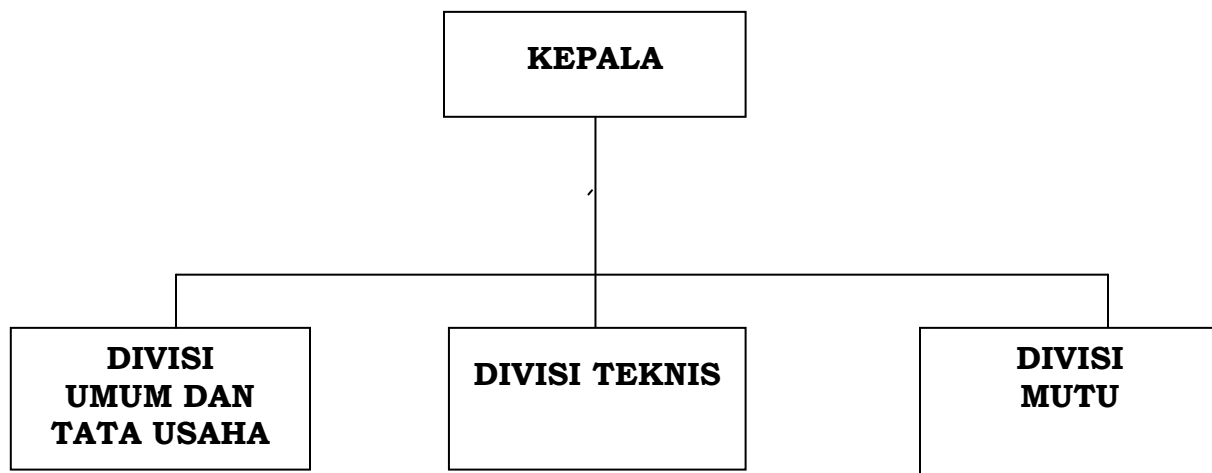 KEPALA
DIVISI
UMUM DAN
TATA USAHA
DIVISI TEKNIS
DIVISI
MUTU